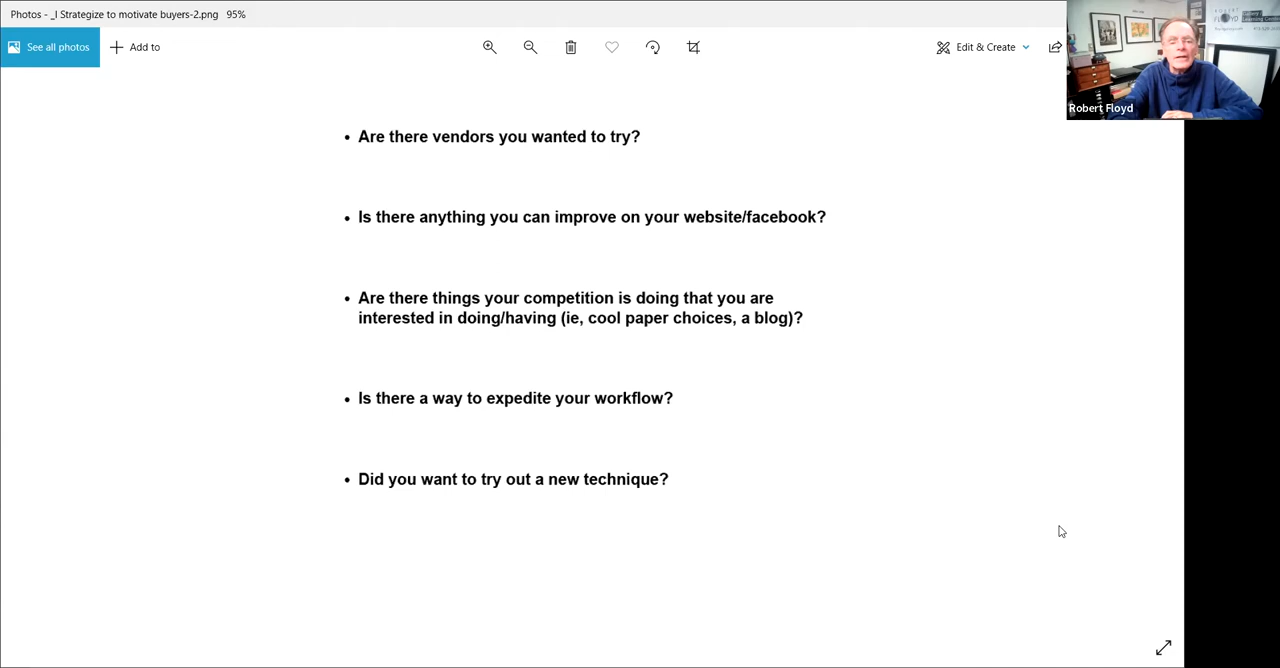 Photos - _I Strategize to motivate buyers-2.png 95%
See all photos
Add to
Edit & Create
ROBERT
Robert Floyd
• Are there vendors you wanted to try?
• Is there anything you can improve on your website/facebook?
• Are there things your competition is doing that you are
interested in doing/having (ie, cool paper choices, a blog)?
• Is there a way to expedite your workflow?
• Did you want to try out a new technique?